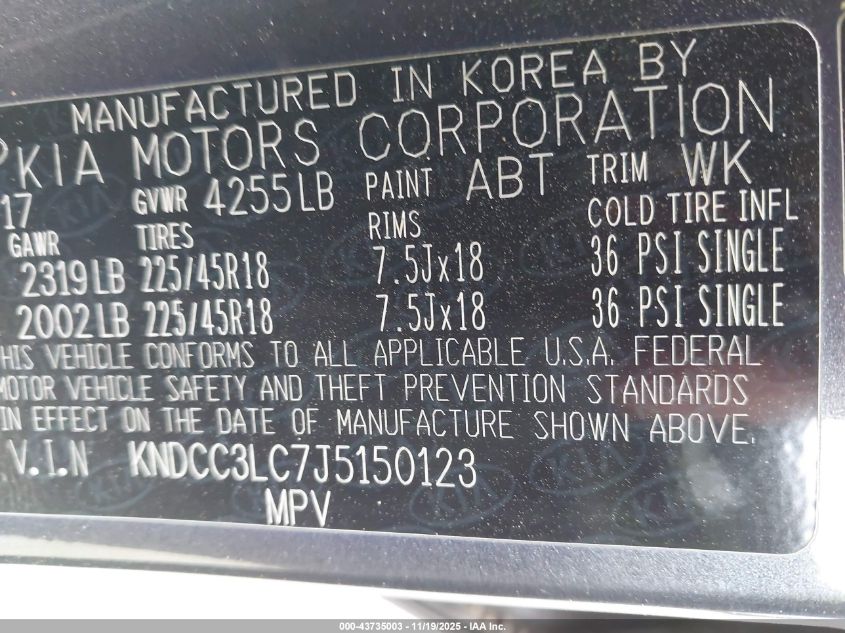 MANUFACTURED IN KOREA BY
KIA MOTORS CORPORATION
17 GVWR 4255LB PAINT ABT TRIM WK
GAWR TIRES RIMS COLD TIRE INFL
2319LB 225/45R18 7.5Jx18 36 PSI SINGLE
2002LB 225/45R18 7.5Jx18 36 PSI SINGLE
THIS VEHICLE CONFORMS TO ALL APPLICABLE U.S.A. FEDERAL
MOTOR VEHICLE SAFETY AND THEFT PREVENTION STANDARDS
IN EFFECT ON THE DATE OF MANUFACTURE SHOWN ABOVE.
V.I.N KNDCC3LC7J5150123
MPV
000-43735003 - 11/19/2025 - IAA Inc.